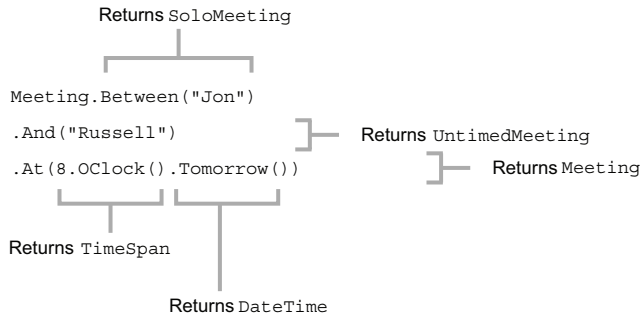 Returns SoloMeeting
Meeting.Between("Jon")
.And("Russell")
Returns UntimedMeeting
.At(8.OClock().Tomorrow())
Returns Meeting
Returns TimeSpan
Returns DateTime